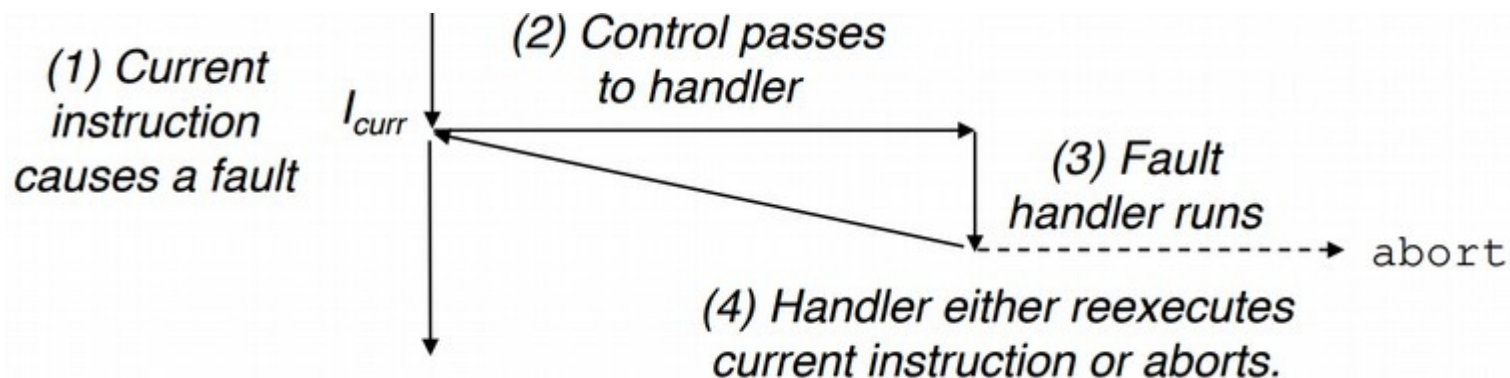 (1) Current
instruction
causes a fault
I_curr
(2) Control passes
to handler
(3) Fault
handler runs
abort
(4) Handler either reexecutes
current instruction or aborts.